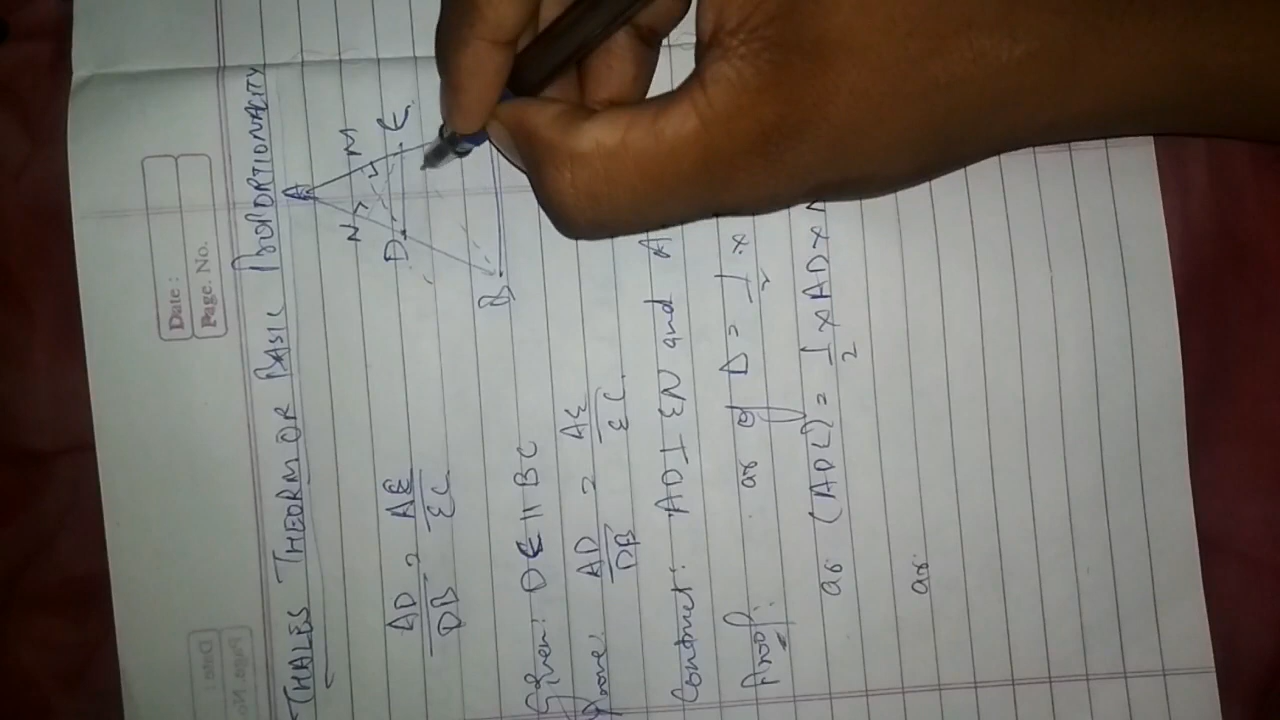 Date :
Page. No.
THALES THEORM OR BASIC PROPORTIONALITY
A
N M
D E
B
AD = AE
DB EC
Given: DE || BC
Prove: AD = AE
DB EC
Construct: AD ⊥ EN and
Proof: ar of Δ = 1/2 x
ar (ADE) = 1/2 x AD x
ar